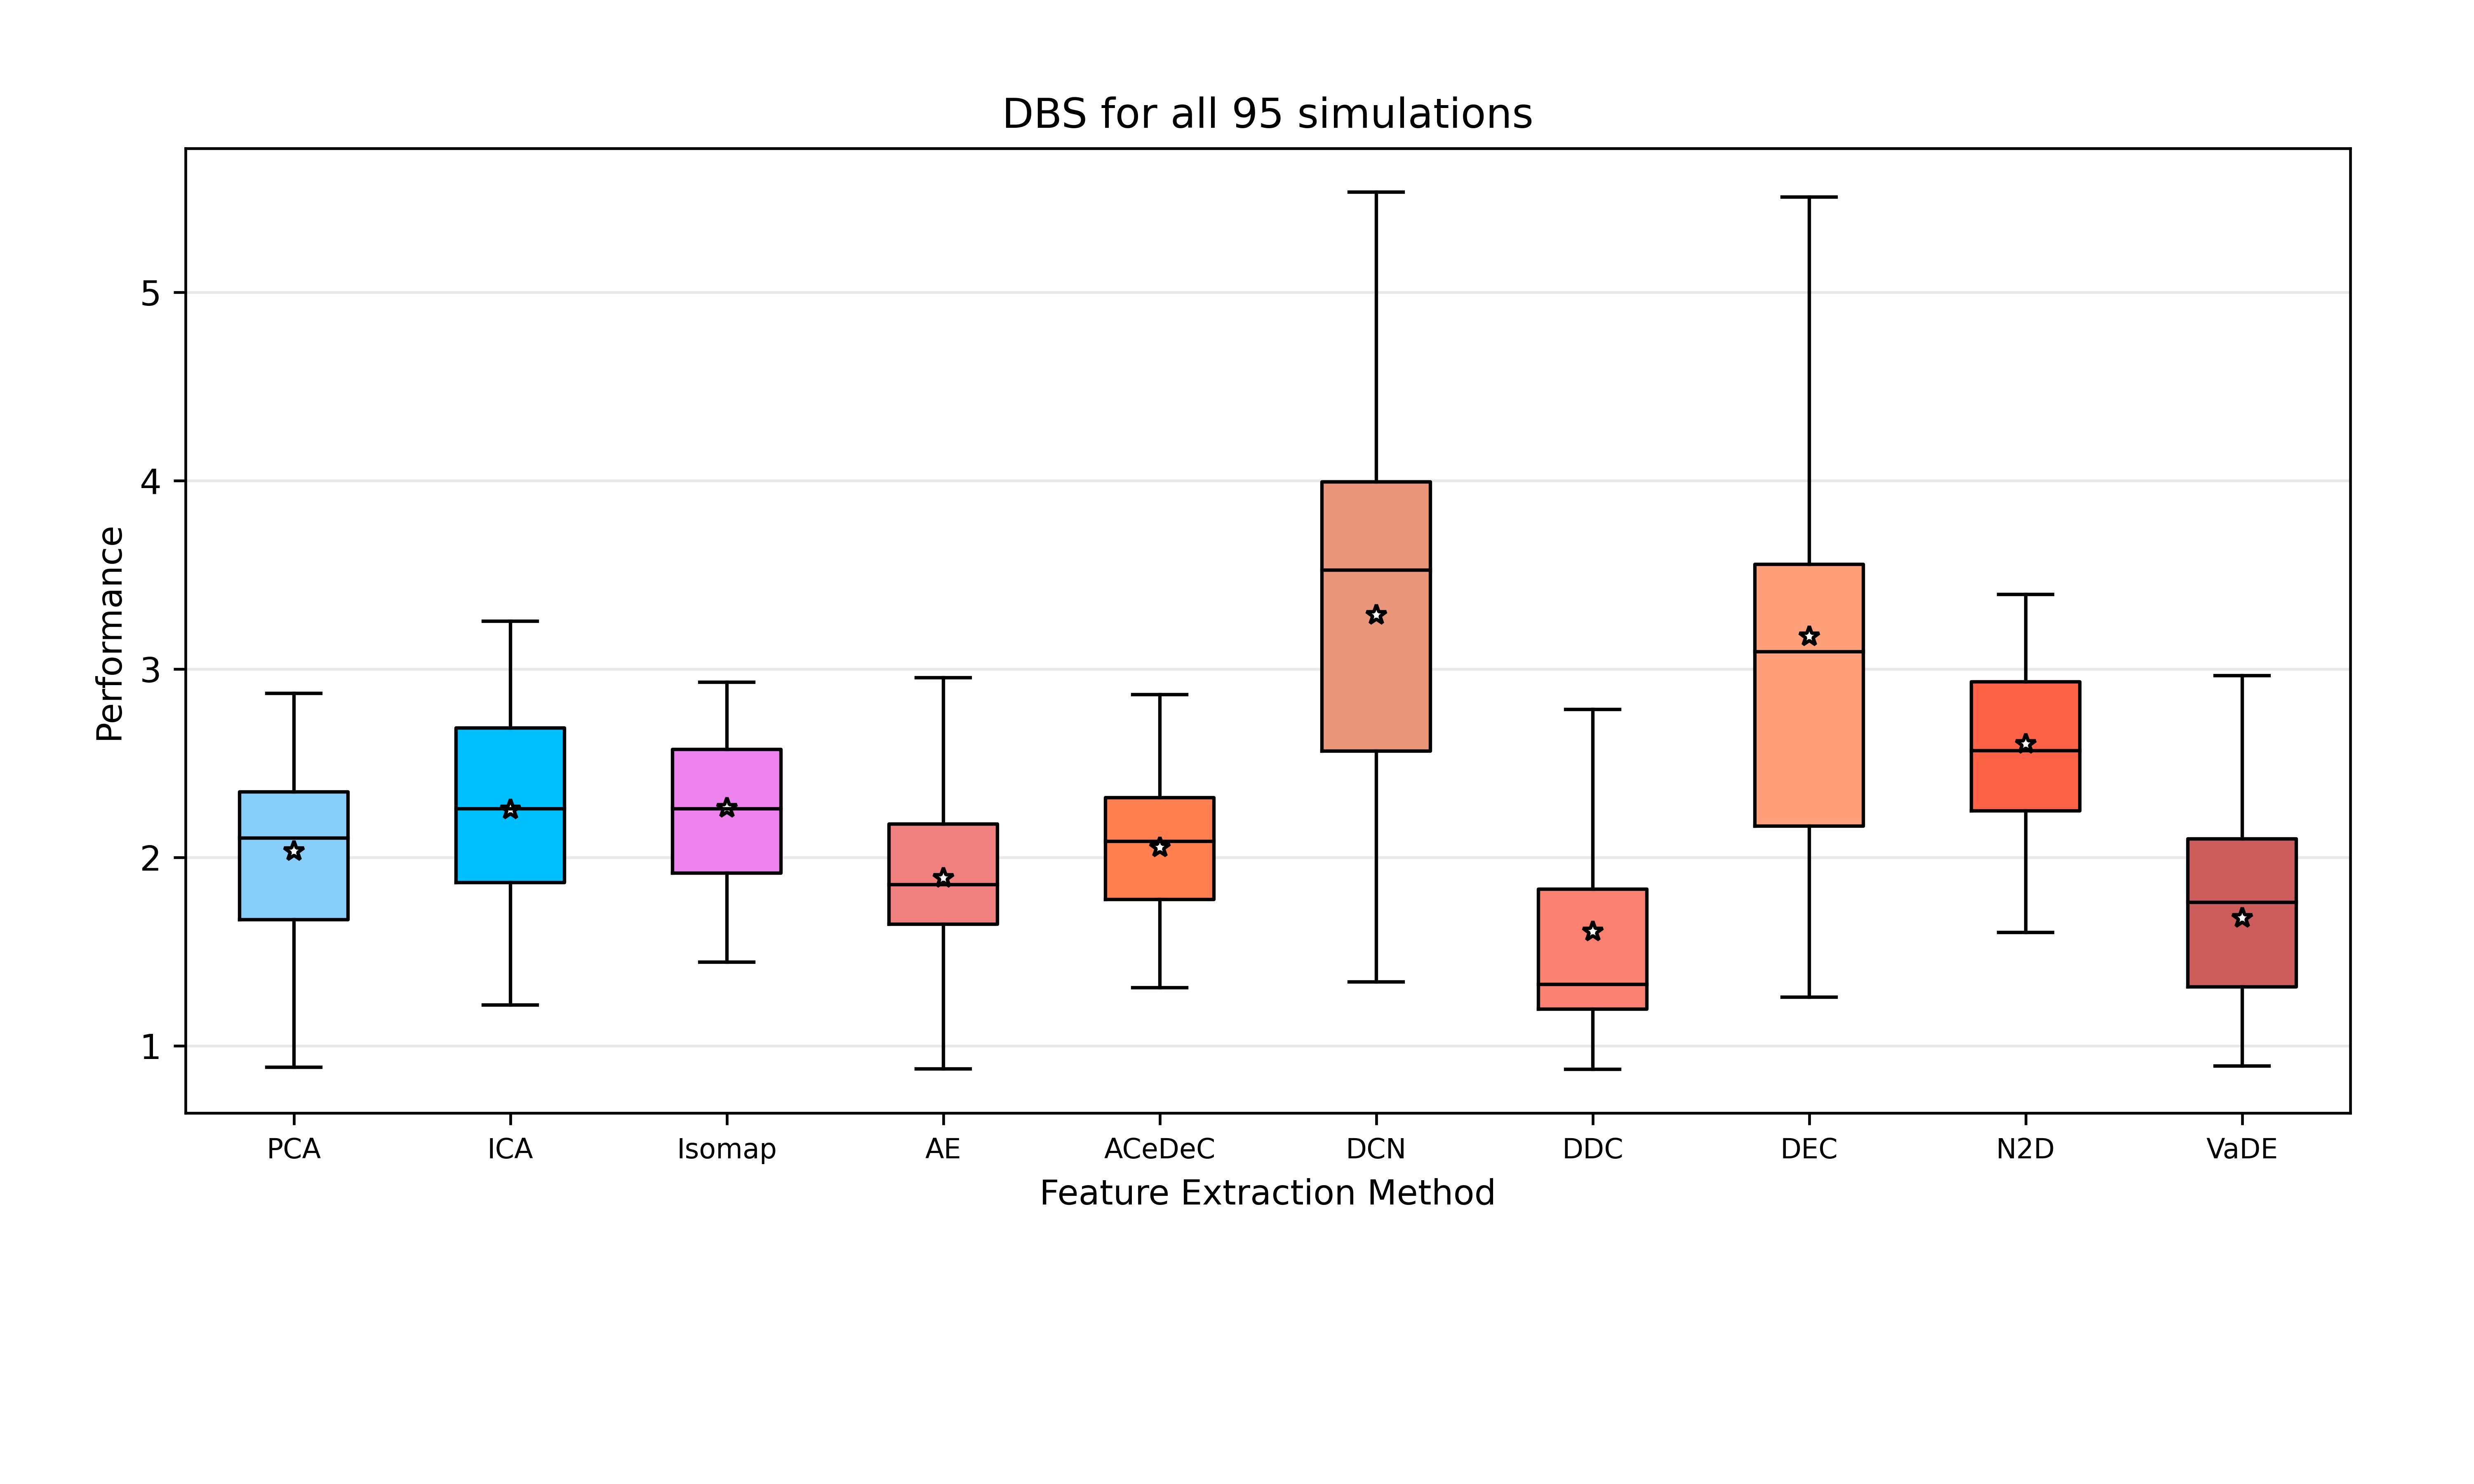 DBS for all 95 simulations
Performance
5
4
3
2
1
PCA ICA Isomap AE ACeDeC DCN DDC DEC N2D VaDE
Feature Extraction Method